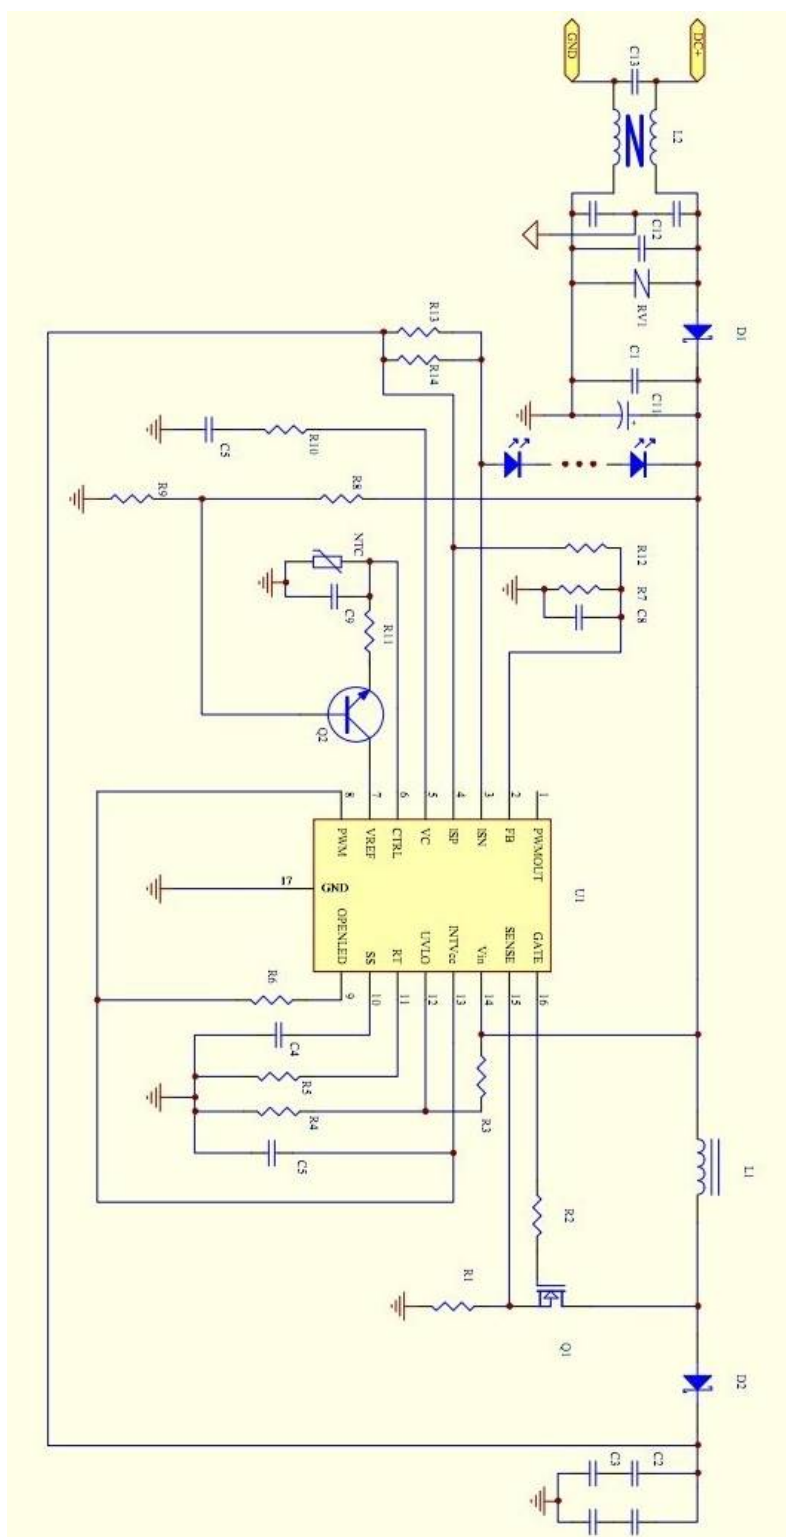 GND
DC+
C13
L2
C12
RV1
D1
C1
C11
R13
R14
C5
R10
R9
R8
NTC
C9
R11
R12
R7
C8
Q2
8
7
6
5
4
3
2
1
PWM
VREF
CTRL
VC
ISP
ISN
FB
PWMOUT
17
GND
U1
OPENLED
SS
RT
UVLO
INTVcc
Vin
SENSE
GATE
9
10
11
12
13
14
15
16
R6
C4
R5
R4
C5
R3
L1
R2
R1
Q1
D2
C3
C2